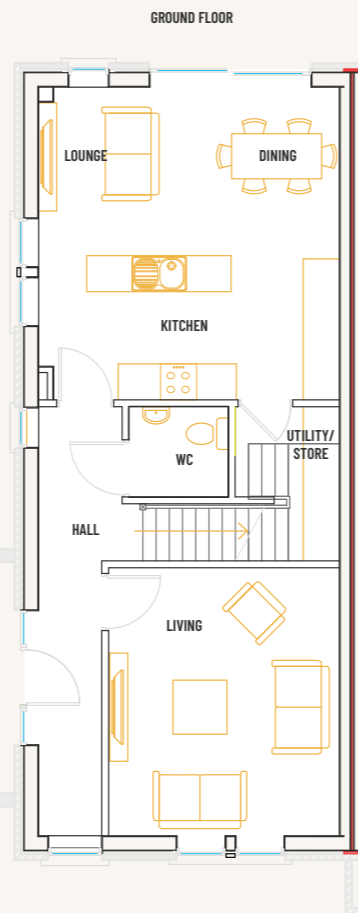 GROUND FLOOR
LOUNGE
DINING
KITCHEN
UTILITY/
STORE
WC
HALL
LIVING